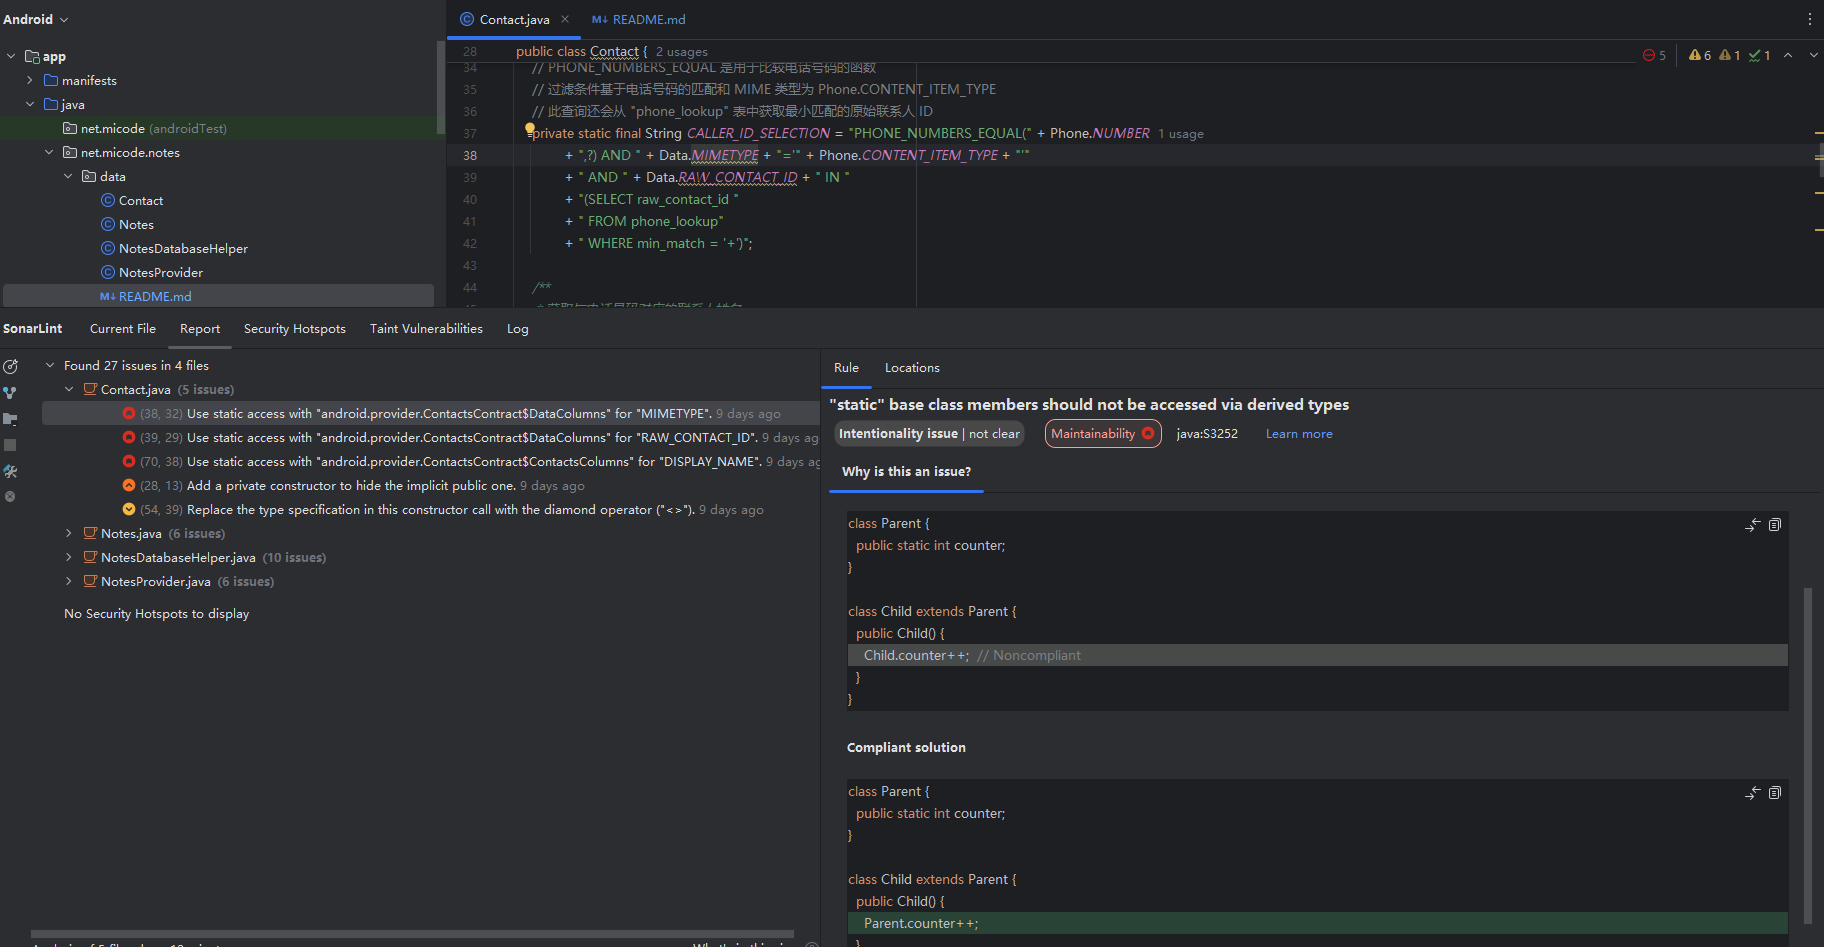 Android
app
manifests
java
net.micode (androidTest)
net.micode.notes
data
Contact
Notes
NotesDatabaseHelper
NotesProvider
M↓ README.md
Contact.java
M↓ README.md
28 public class Contact { 2 usages
5 6 1 1
34 // PHONE_NUMBERS_EQUAL 是用于比较电话号码的函数
35 // 过滤条件基于电话号码的匹配和 MIME 类型为 Phone.CONTENT_ITEM_TYPE
36 // 此查询还会从 "phone_lookup" 表中获取最小匹配的原始联系人 ID
37 private static final String CALLER_ID_SELECTION = "PHONE_NUMBERS_EQUAL(" + Phone.NUMBER 1 usage
38 + ",?) AND " + Data.MIMETYPE + "='" + Phone.CONTENT_ITEM_TYPE + "'"
39 + " AND " + Data.RAW_CONTACT_ID + " IN "
40 + "(SELECT raw_contact_id "
41 + " FROM phone_lookup"
42 + " WHERE min_match = '+')";
43
44 /**
SonarLint Current File Report Security Hotspots Taint Vulnerabilities Log
Found 27 issues in 4 files
Contact.java (5 issues)
(38, 32) Use static access with "android.provider.ContactsContract$DataColumns" for "MIMETYPE". 9 days ago
(39, 29) Use static access with "android.provider.ContactsContract$DataColumns" for "RAW_CONTACT_ID". 9 days ag
(70, 38) Use static access with "android.provider.ContactsContract$ContactsColumns" for "DISPLAY_NAME". 9 days ag
(28, 13) Add a private constructor to hide the implicit public one. 9 days ago
(54, 39) Replace the type specification in this constructor call with the diamond operator ("<>"). 9 days ago
Notes.java (6 issues)
NotesDatabaseHelper.java (10 issues)
NotesProvider.java (6 issues)
No Security Hotspots to display
Rule Locations
"static" base class members should not be accessed via derived types
Intentionality issue | not clear Maintainability java:S3252 Learn more
Why is this an issue?
class Parent {
public static int counter;
}
class Child extends Parent {
public Child() {
Child.counter++; // Noncompliant
}
}
Compliant solution
class Parent {
public static int counter;
}
class Child extends Parent {
public Child() {
Parent.counter++;
}